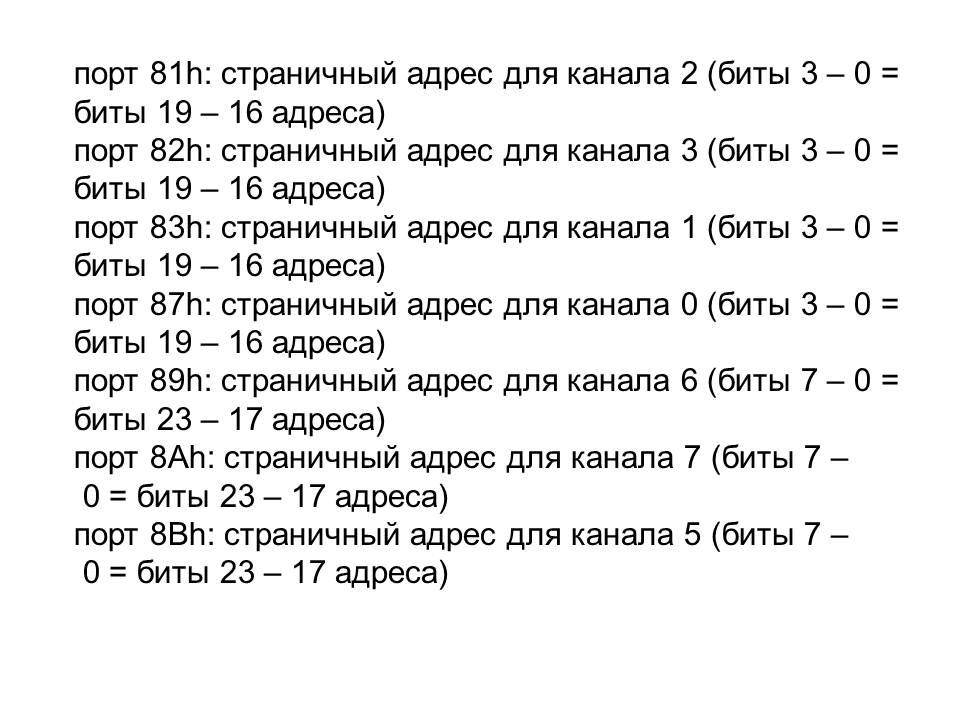 порт 81h: страничный адрес для канала 2 (биты 3 – 0 =
биты 19 – 16 адреса)
порт 82h: страничный адрес для канала 3 (биты 3 – 0 =
биты 19 – 16 адреса)
порт 83h: страничный адрес для канала 1 (биты 3 – 0 =
биты 19 – 16 адреса)
порт 87h: страничный адрес для канала 0 (биты 3 – 0 =
биты 19 – 16 адреса)
порт 89h: страничный адрес для канала 6 (биты 7 – 0 =
биты 23 – 17 адреса)
порт 8Ah: страничный адрес для канала 7 (биты 7 –
0 = биты 23 – 17 адреса)
порт 8Bh: страничный адрес для канала 5 (биты 7 –
0 = биты 23 – 17 адреса)